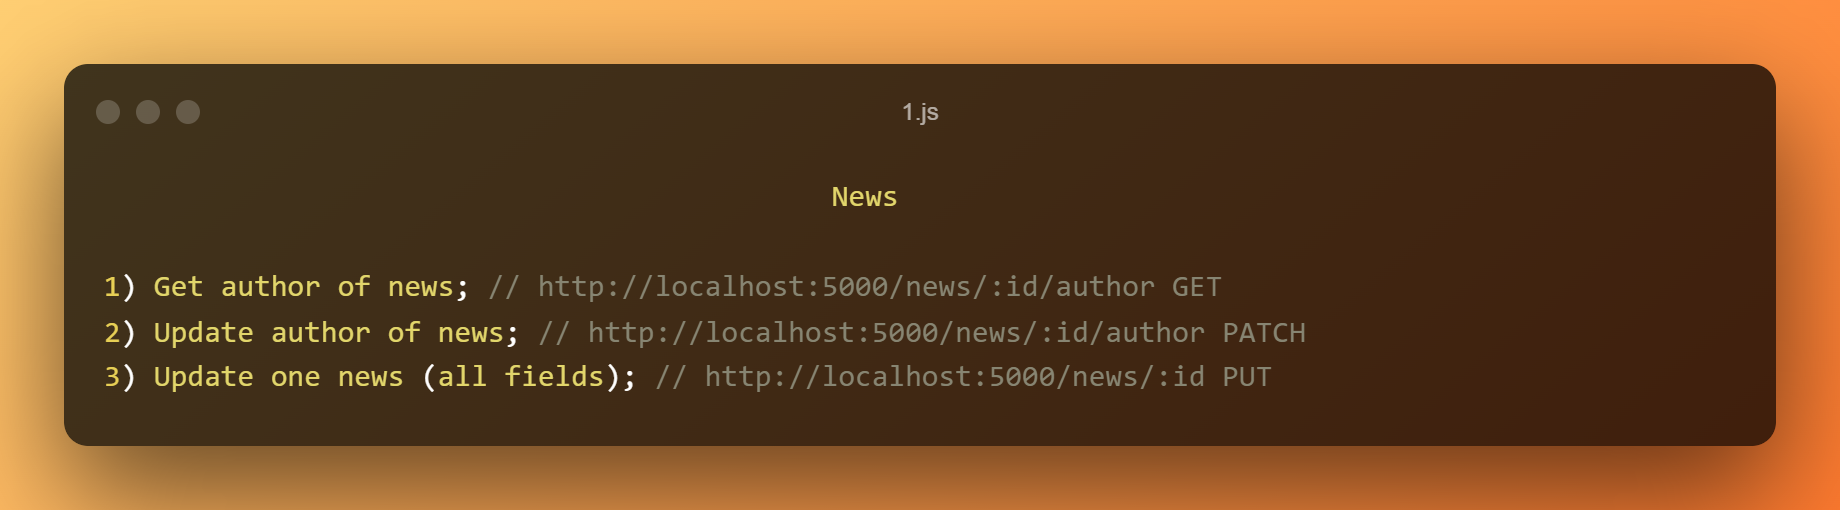 1.js
News
1) Get author of news; // http://localhost:5000/news/:id/author GET
2) Update author of news; // http://localhost:5000/news/:id/author PATCH
3) Update one news (all fields); // http://localhost:5000/news/:id PUT